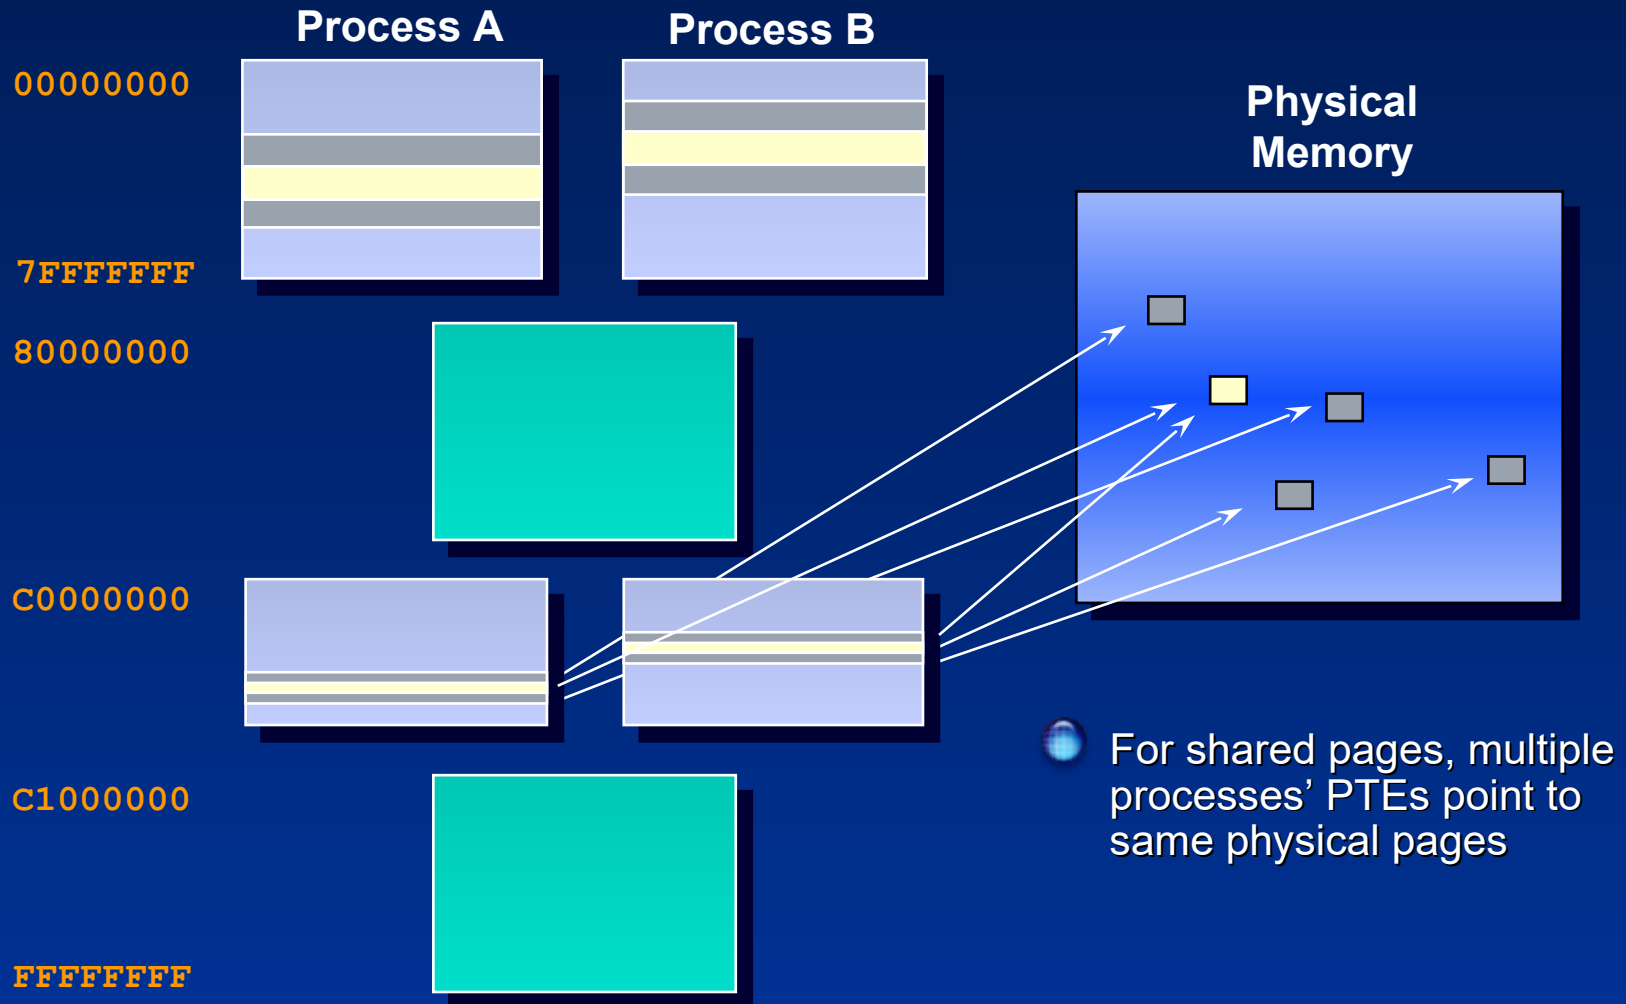 Process A
Process B
00000000
Physical
Memory
7FFFFFFF
80000000
C0000000
C1000000
For shared pages, multiple
processes’ PTEs point to
same physical pages
FFFFFFFF